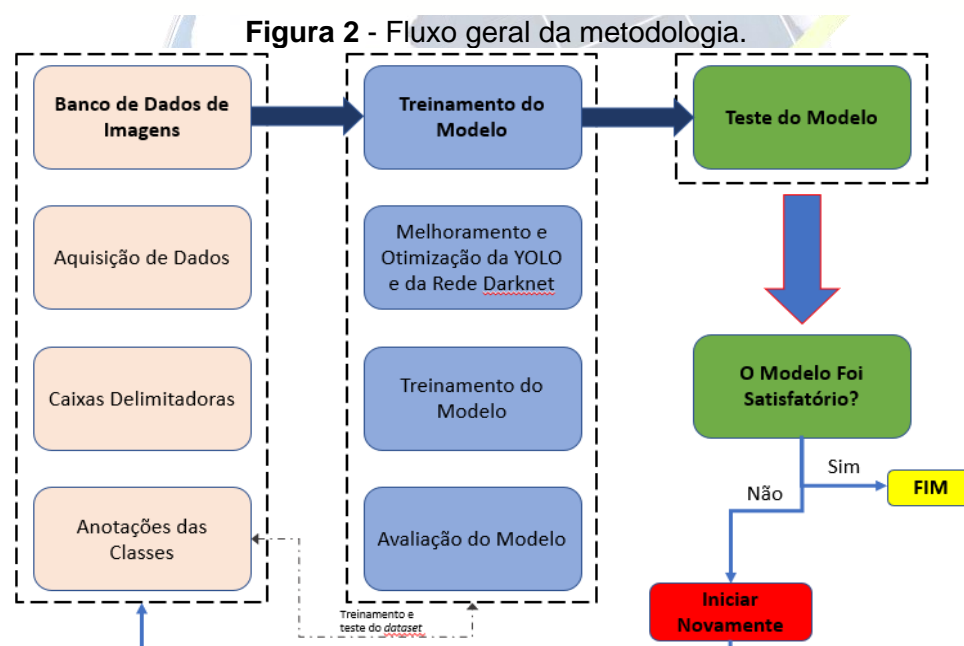 Figura 2 - Fluxo geral da metodologia.
Banco de Dados de
Imagens
Aquisição de Dados
Caixas Delimitadoras
Anotações das
Classes
Treinamento do
Modelo
Melhoramento e
Otimização da YOLO
e da Rede Darknet
Treinamento do
Modelo
Avaliação do Modelo
Treinamento e
teste do dataset
Teste do Modelo
O Modelo Foi
Satisfatório?
Sim
FIM
Não
Iniciar
Novamente